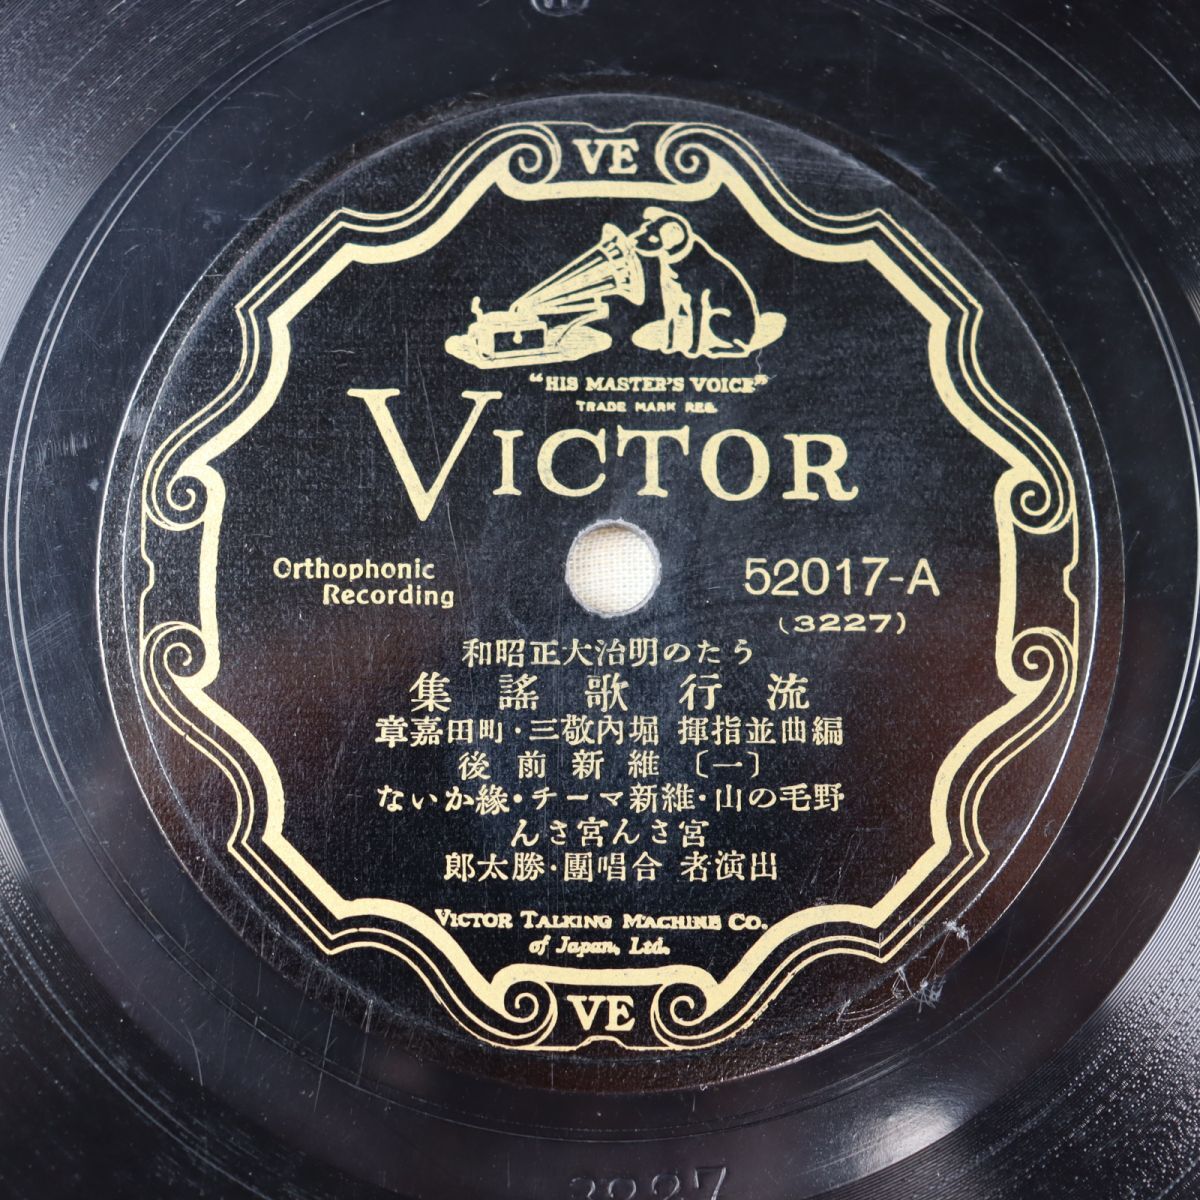 VE
"HIS MASTER'S VOICE"
TRADE MARK REG.
VICTOR
Orthophonic
Recording
52017-A
(3227)
うたの明治大正昭和
流行歌謠集
編曲並指揮 堀内敬三・町田嘉章
〔一〕維新前後
野毛の山・維新マーチ・緣かいな
宮さん宮さん
出演者 合唱團・勝太郎
VICTOR TALKING MACHINE CO.
of Japan, Ltd.
VE
3227